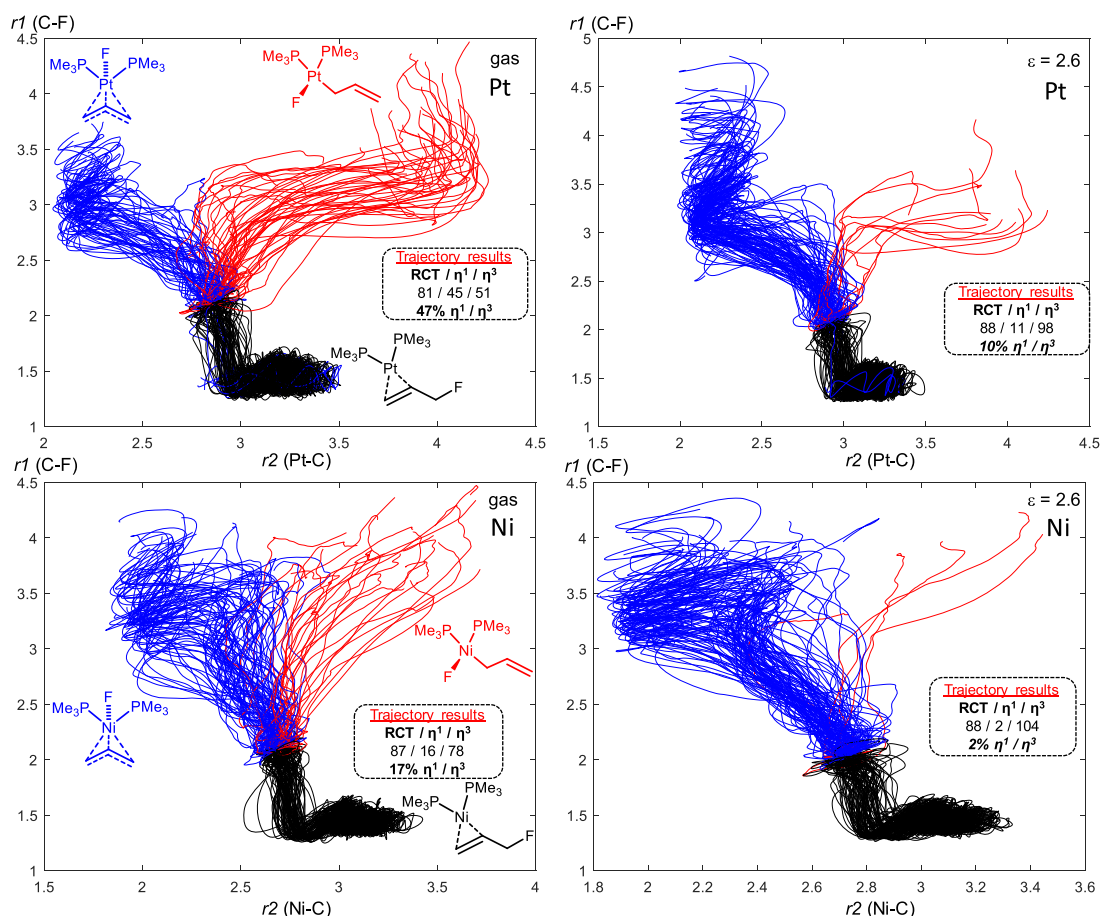 r1 (C-F)
5
4.5
4
3.5
3
2.5
2
1.5
1
2
2.5
3
3.5
4
4.5
r2 (Pt-C)
gas
Pt
F
Me3P
PMe3
Pt
Me3P
PMe3
Pt
F
Trajectory results
RCT / η1 / η3
81 / 45 / 51
47% η1 / η3
Me3P
PMe3
Pt
F
r1 (C-F)
5
4.5
4
3.5
3
2.5
2
1.5
1
1.5
2
2.5
3
3.5
4
4.5
r2 (Pt-C)
ε = 2.6
Pt
Trajectory results
RCT / η1 / η3
88 / 11 / 98
10% η1 / η3
r1 (C-F)
4.5
4
3.5
3
2.5
2
1.5
1
1.5
2
2.5
3
3.5
4
r2 (Ni-C)
gas
Ni
F
Me3P
PMe3
Ni
Me3P
PMe3
Ni
F
Trajectory results
RCT / η1 / η3
87 / 16 / 78
17% η1 / η3
Me3P
PMe3
Ni
F
4.5
4
3.5
3
2.5
2
1.5
1
1.8
2
2.2
2.4
2.6
2.8
3
3.2
3.4
3.6
r2 (Ni-C)
ε = 2.6
Ni
Trajectory results
RCT / η1 / η3
88 / 2 / 104
2% η1 / η3